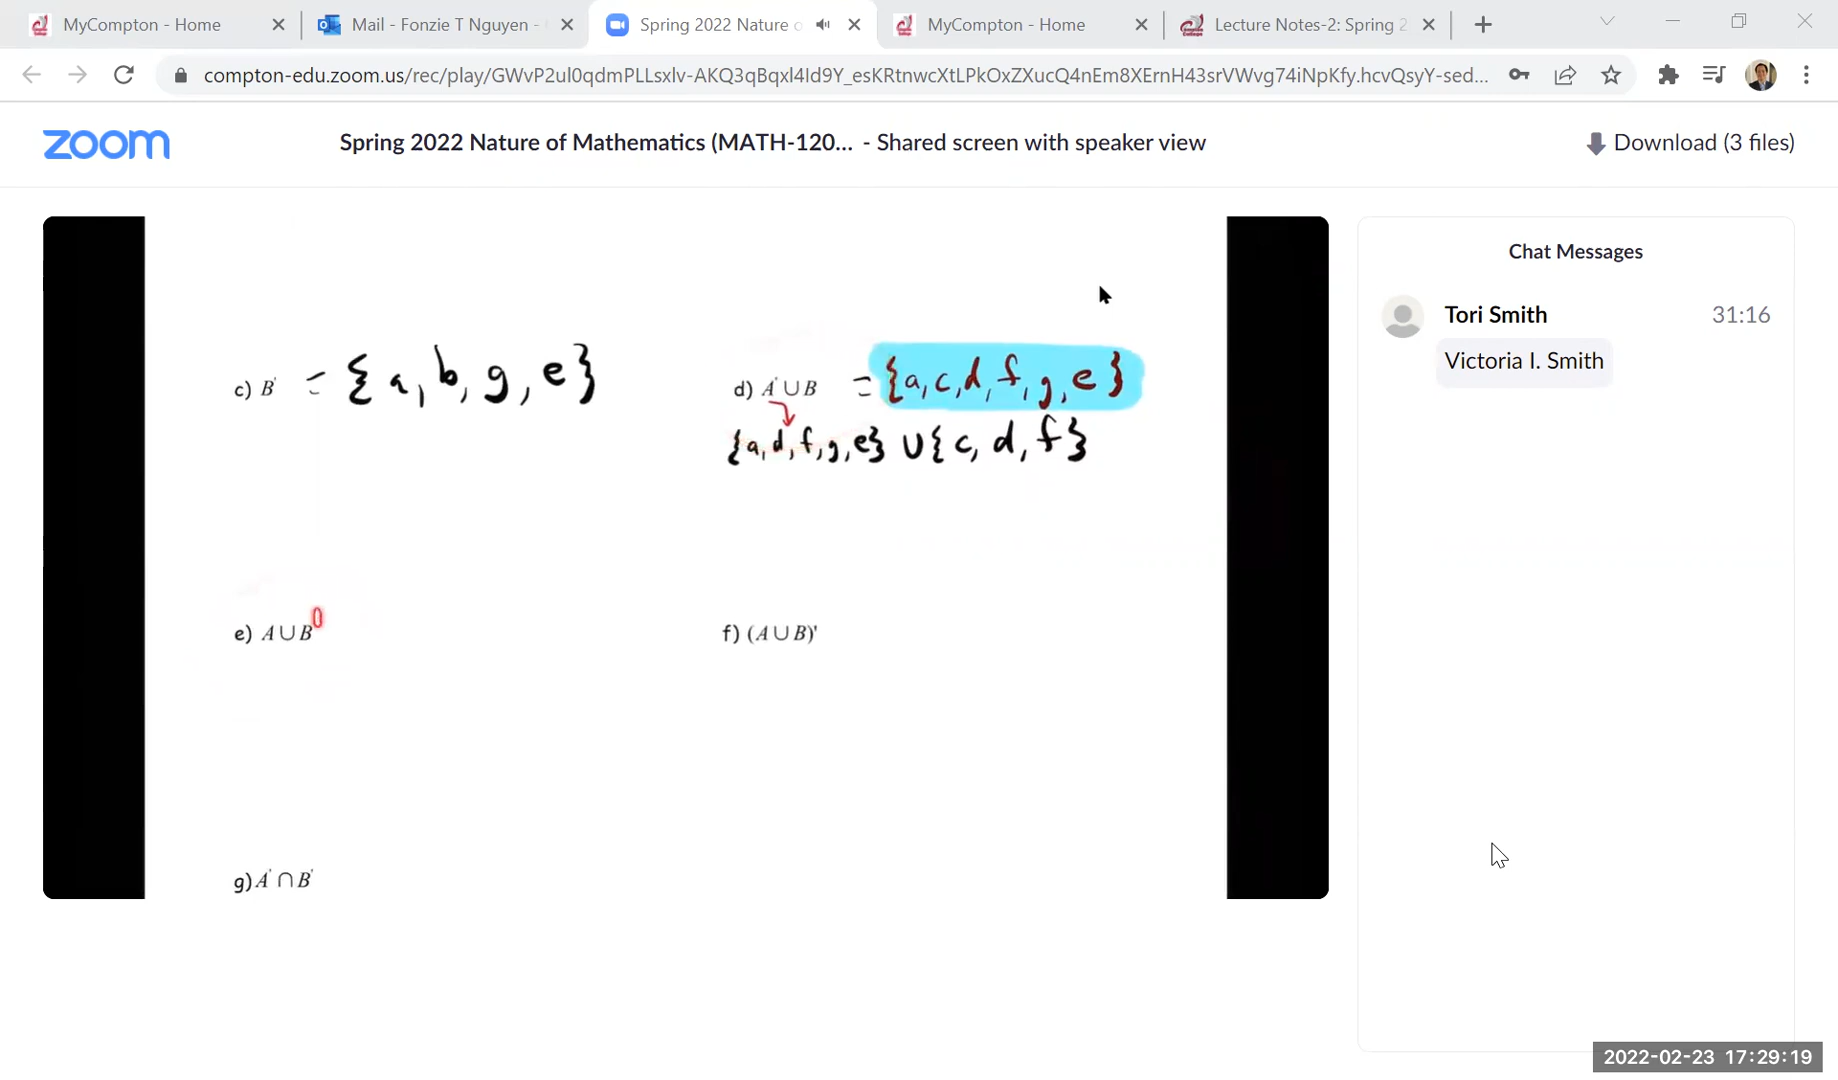 MyCompton - Home
Mail - Fonzie T Nguyen -
Spring 2022 Nature o
MyCompton - Home
Lecture Notes-2: Spring 2
compton-edu.zoom.us/rec/play/GWvP2ul0qdmPLLsxlv-AKQ3qBqxl4Id9Y_esKRtnwcXtLPkOxZXucQ4nEm8XErnH43srVWvg74iNpKfy.hcvQsyY-sed...
zoom
Spring 2022 Nature of Mathematics (MATH-120... - Shared screen with speaker view
Download (3 files)
c) B' = {a, b, g, e}
d) A' ∪ B = {a,c,d,f,g,e}
{a,d,f,g,e} ∪ {c,d,f}
e) A ∪ B'
f) (A ∪ B)'
g) A' ∩ B'
Chat Messages
Tori Smith 31:16
Victoria I. Smith
2022-02-23 17:29:19